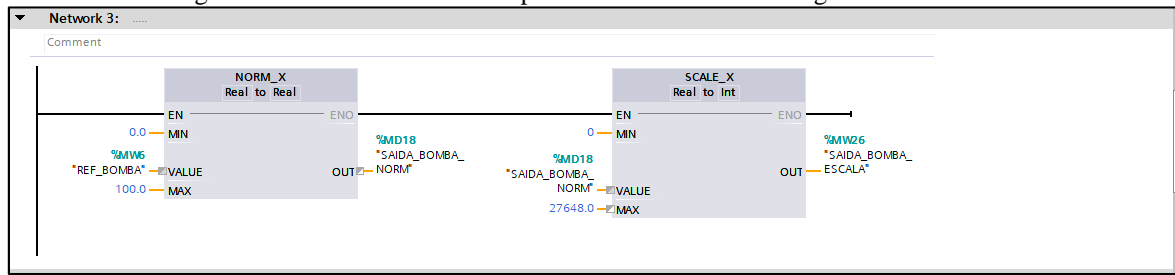 Network 3: .....
Comment
NORM_X
Real to Real
EN ENO
0.0 MIN
%MW6
"REF_BOMBA" VALUE
100.0 MAX
%MD18
"SAIDA_BOMBA_
OUT NORM"
SCALE_X
Real to Int
EN ENO
0 MIN
%MD18
"SAIDA_BOMBA_
NORM" VALUE
27648.0 MAX
%MW26
"SAIDA_BOMBA_
OUT ESCALA"